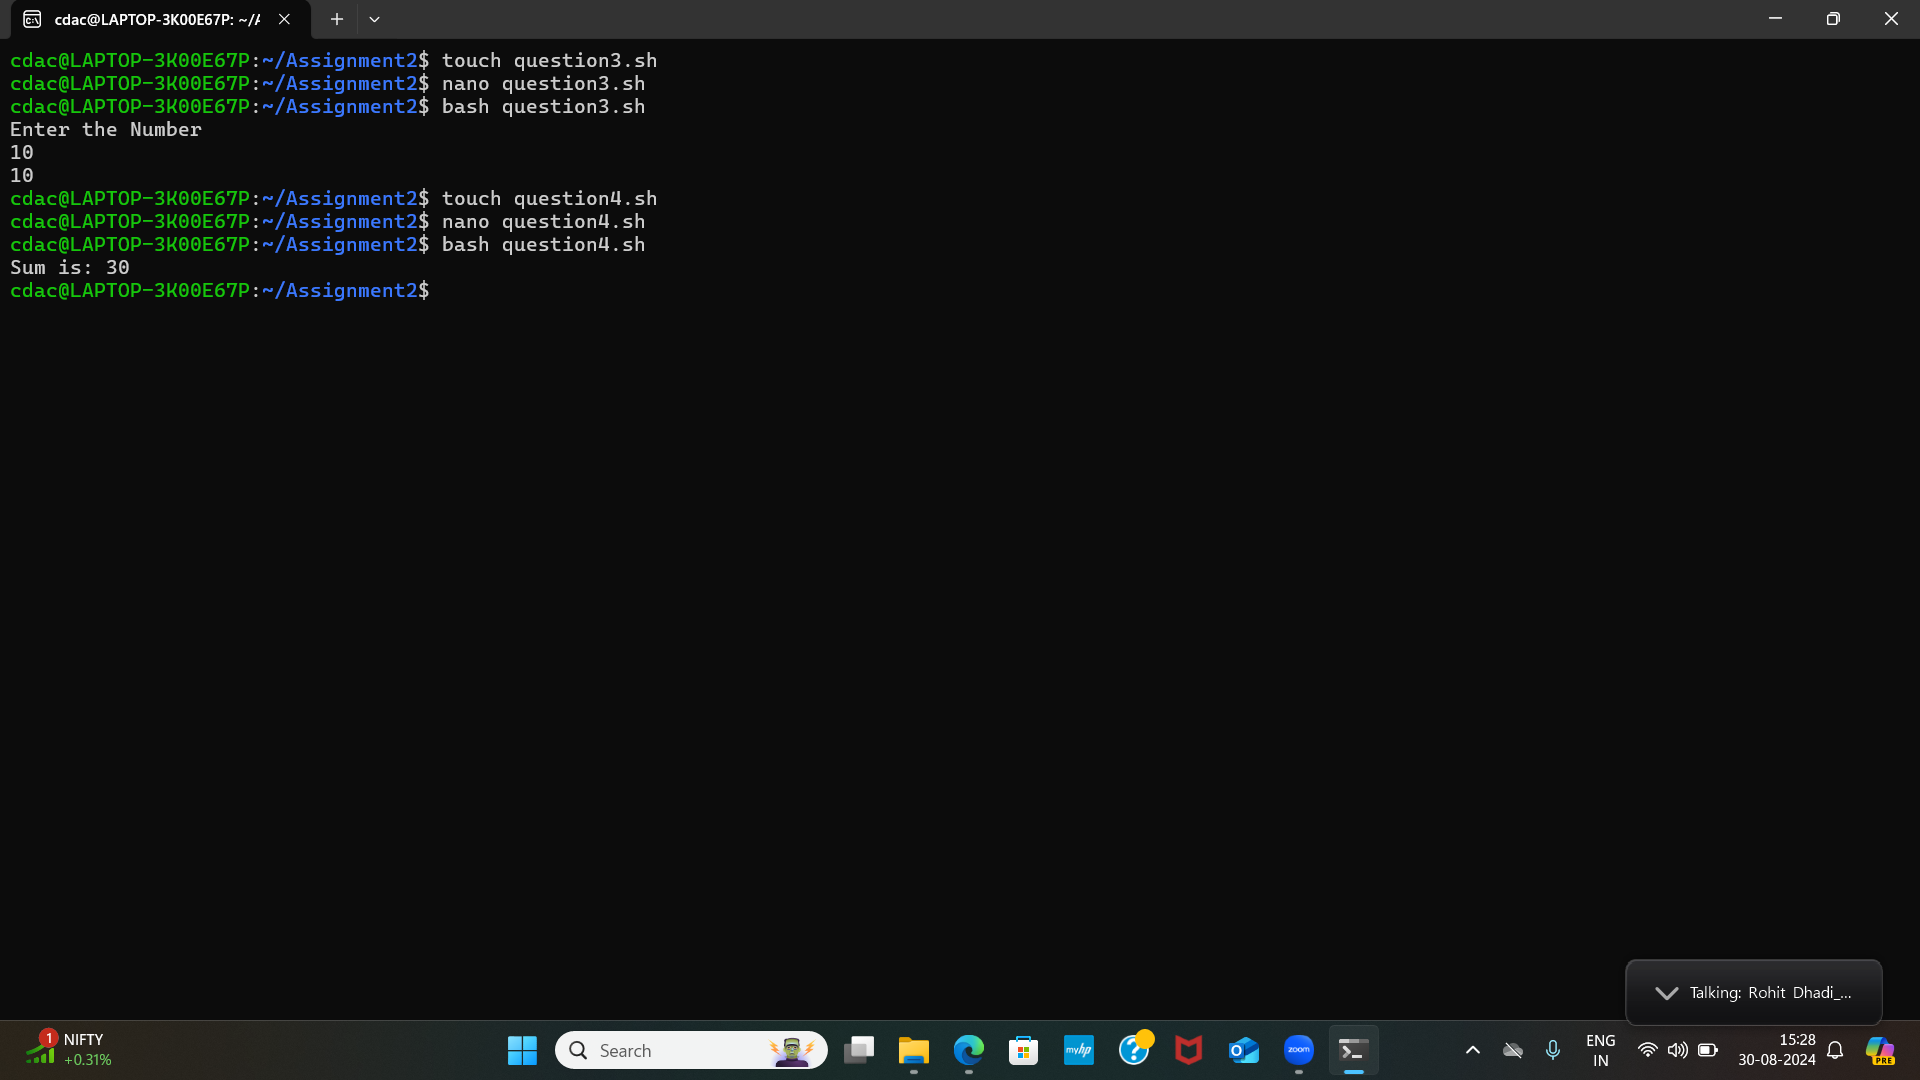 cdac@LAPTOP-3K00E67P: ~/A
cdac@LAPTOP-3K00E67P:~/Assignment2$ touch question3.sh
cdac@LAPTOP-3K00E67P:~/Assignment2$ nano question3.sh
cdac@LAPTOP-3K00E67P:~/Assignment2$ bash question3.sh
Enter the Number
10
10
cdac@LAPTOP-3K00E67P:~/Assignment2$ touch question4.sh
cdac@LAPTOP-3K00E67P:~/Assignment2$ nano question4.sh
cdac@LAPTOP-3K00E67P:~/Assignment2$ bash question4.sh
Sum is: 30
cdac@LAPTOP-3K00E67P:~/Assignment2$
Talking: Rohit Dhadi_...
1
NIFTY
+0.31%
Search
myhp
zoom
ENG
IN
15:28
30-08-2024
PRE